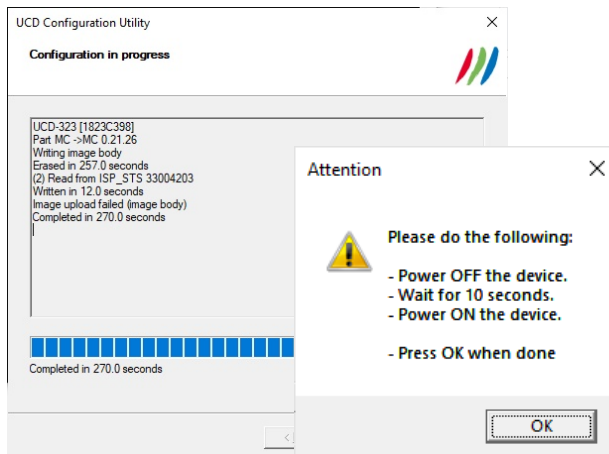 UCD Configuration Utility
Configuration in progress
UCD-323 [1823C398]
Part MC ->MC 0.21.26
Writing image body
Erased in 257.0 seconds
(2) Read from ISP_STS 33004203
Written in 12.0 seconds
Image upload failed (image body)
Completed in 270.0 seconds
Completed in 270.0 seconds
<
Attention
Please do the following:
- Power OFF the device.
- Wait for 10 seconds.
- Power ON the device.
- Press OK when done
OK